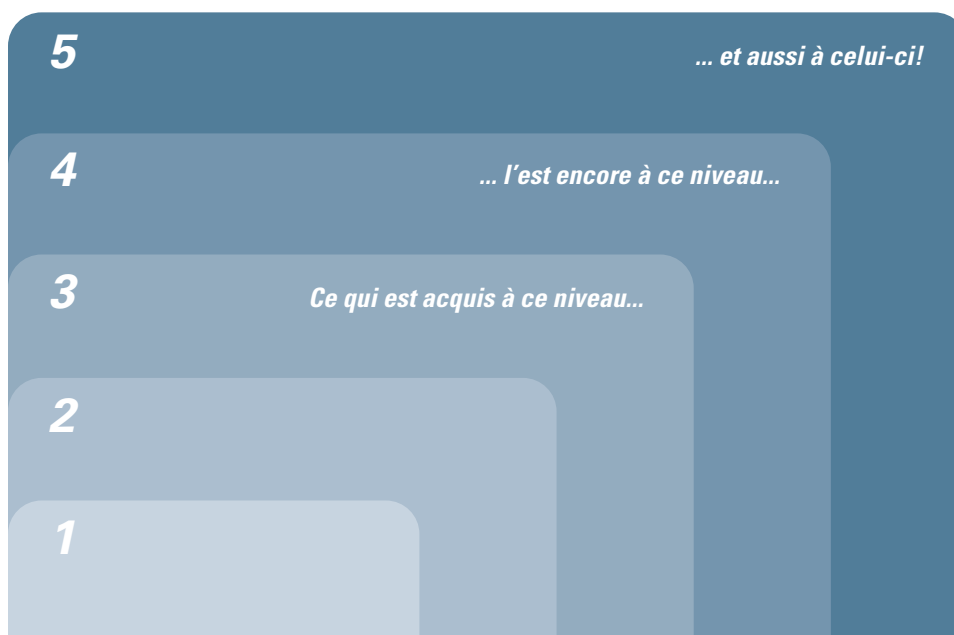 5 ... et aussi à celui-ci!
4 ... l'est encore à ce niveau...
3 Ce qui est acquis à ce niveau...
2
1